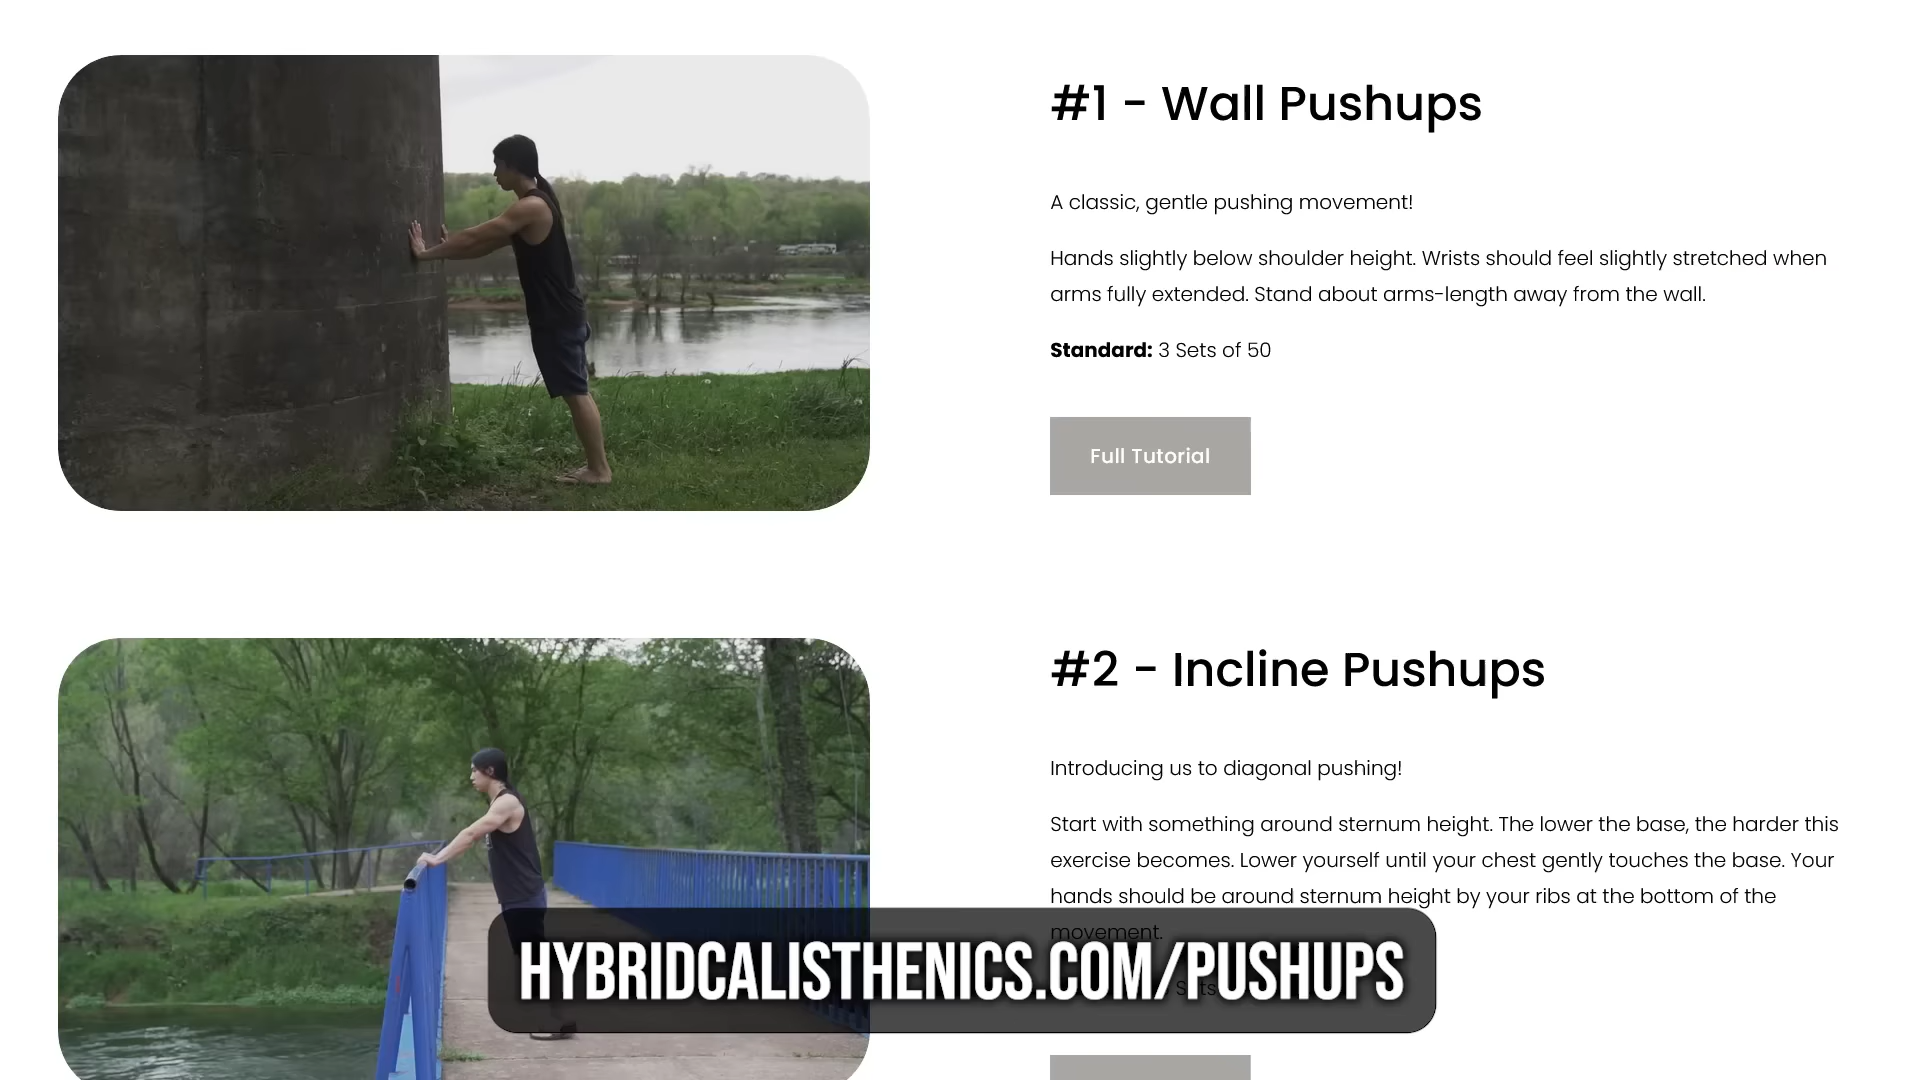 #1 - Wall Pushups
A classic, gentle pushing movement!
Hands slightly below shoulder height. Wrists should feel slightly stretched when
arms fully extended. Stand about arms-length away from the wall.
Standard: 3 Sets of 50
Full Tutorial
#2 - Incline Pushups
Introducing us to diagonal pushing!
Start with something around sternum height. The lower the base, the harder this
exercise becomes. Lower yourself until your chest gently touches the base. Your
hands should be around sternum height by your ribs at the bottom of the
movement.
HYBRIDCALISTHENICS.COM/PUSHUPS